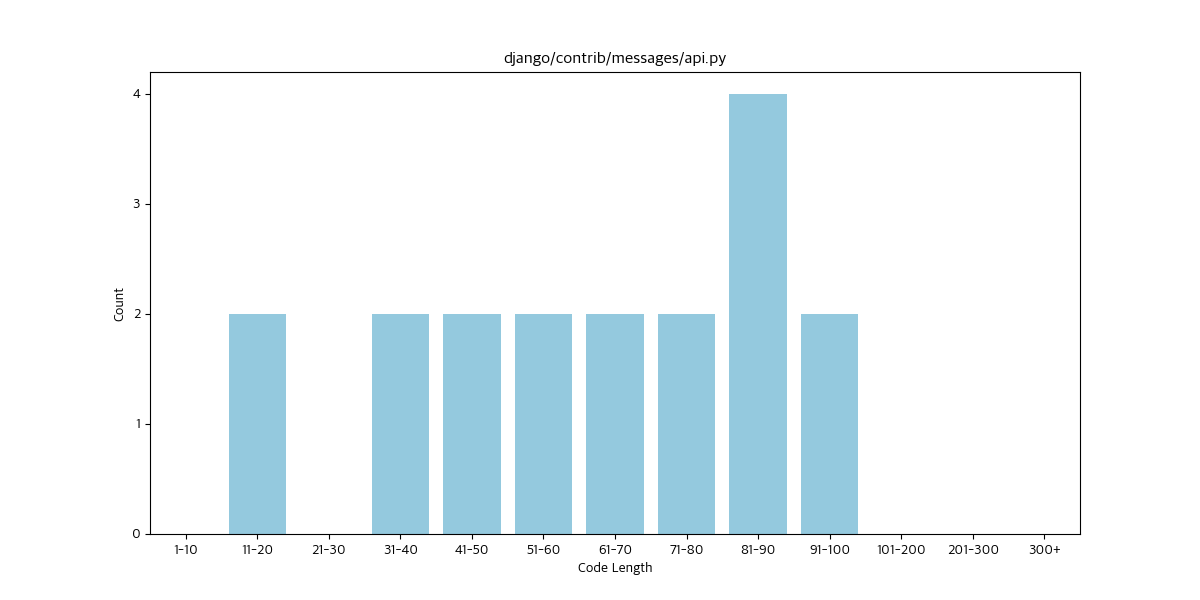 django/contrib/messages/api.py
4
3
2
1
0
Count
1-10 11-20 21-30 31-40 41-50 51-60 61-70 71-80 81-90 91-100 101-200 201-300 300+
Code Length